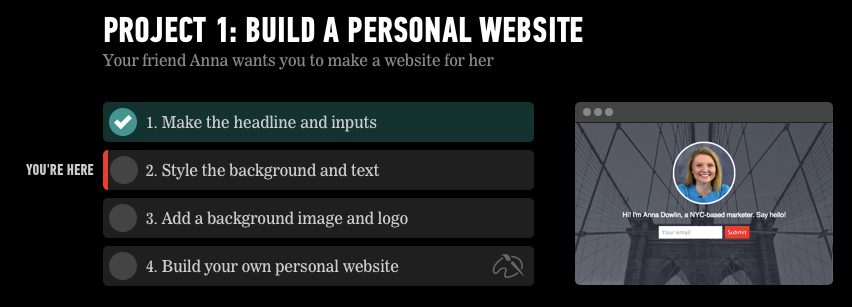 PROJECT 1: BUILD A PERSONAL WEBSITE
Your friend Anna wants you to make a website for her
1. Make the headline and inputs
YOU'RE HERE
2. Style the background and text
3. Add a background image and logo
4. Build your own personal website
Hi! I'm Anna Dowlin, a NYC-based marketer. Say hello!
Your email
Submit